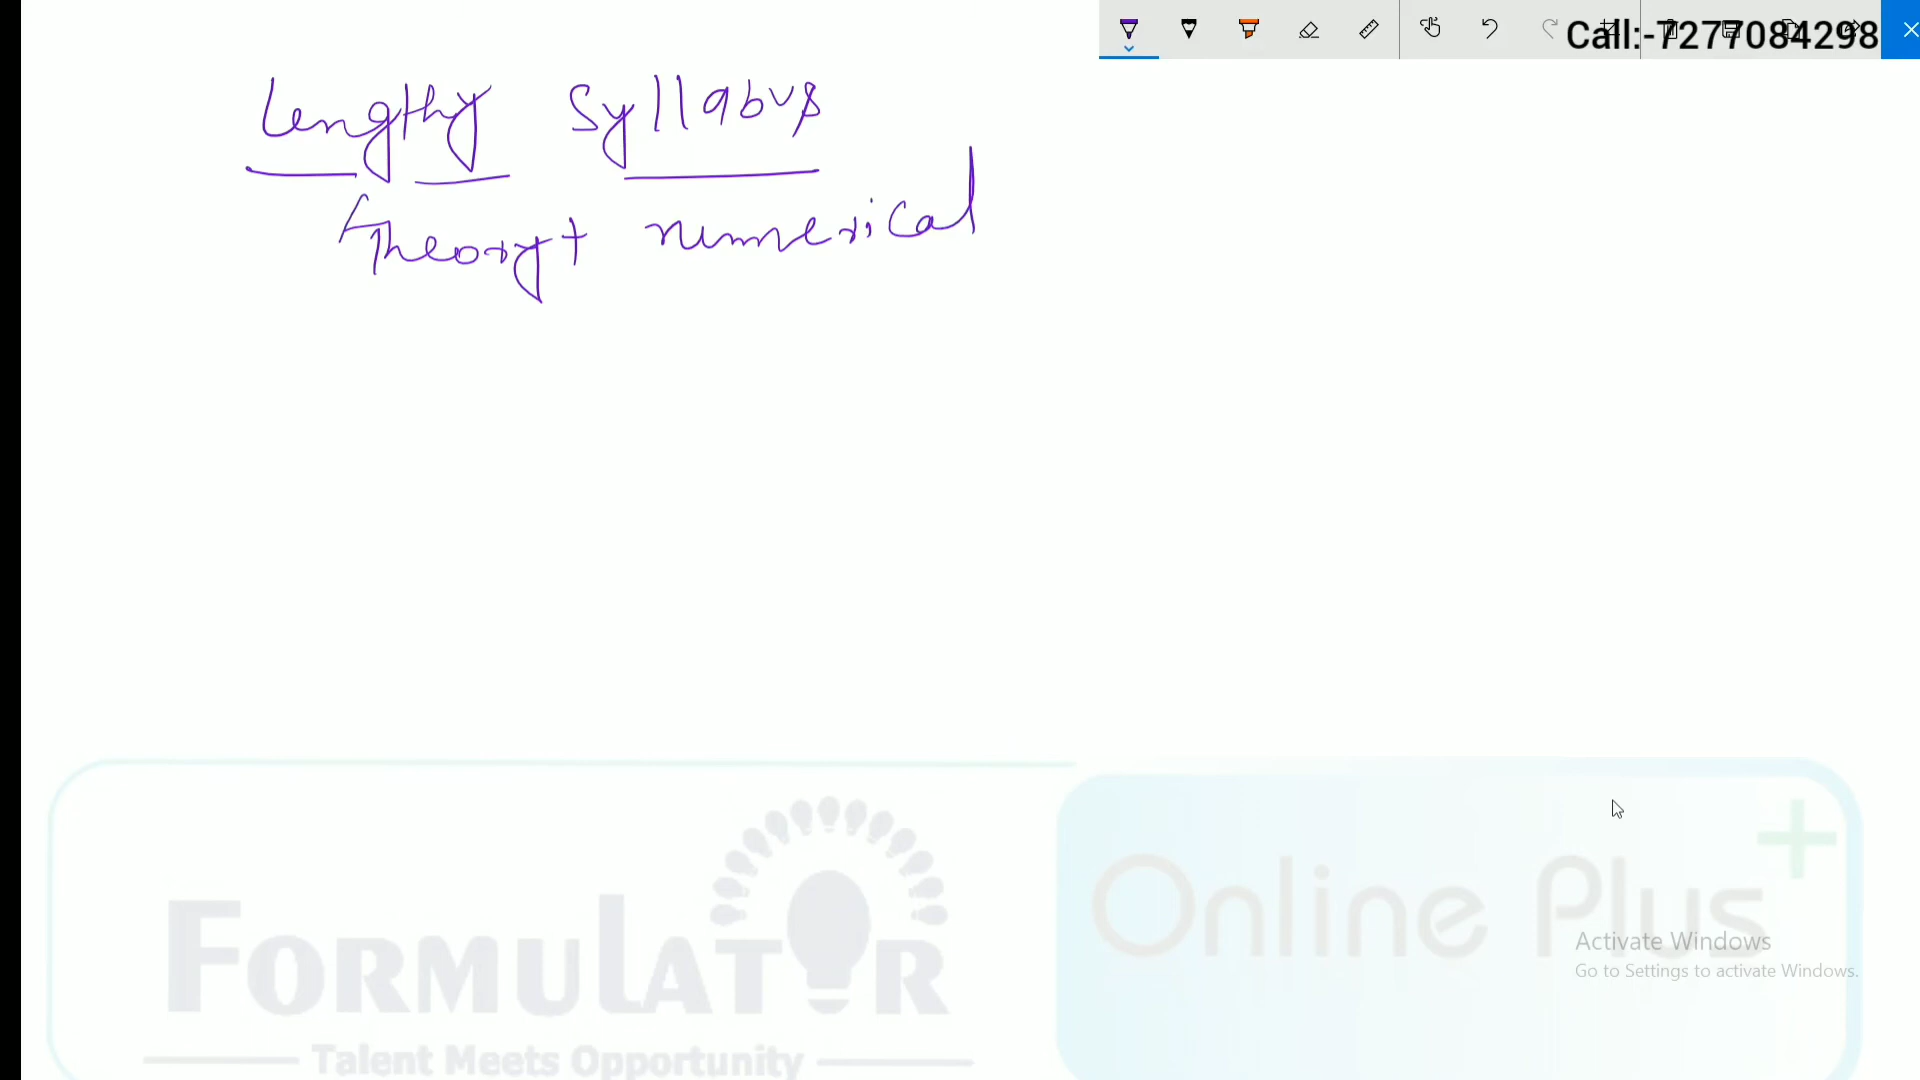 Call:-7277084298
Lengthy Syllabus
Theory + numerical
FORMULATOR
Talent Meets Opportunity
Online Plus+
Activate Windows
Go to Settings to activate Windows.